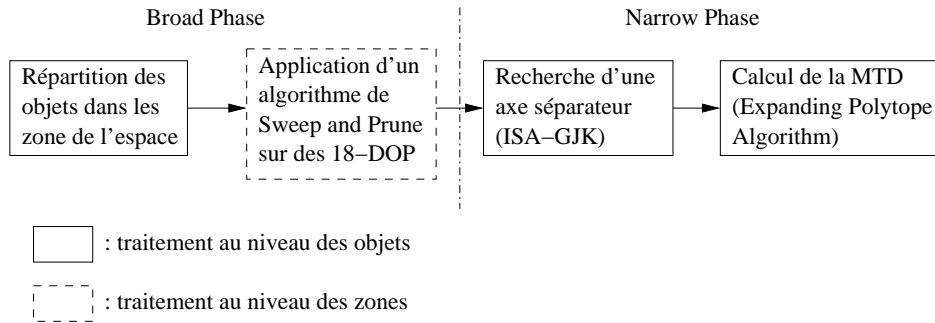 Broad Phase
Narrow Phase
Répartition des
objets dans les
zone de l'espace
Application d'un
algorithme de
Sweep and Prune
sur des 18−DOP
Recherche d'une
axe séparateur
(ISA−GJK)
Calcul de la MTD
(Expanding Polytope
Algorithm)
: traitement au niveau des objets
: traitement au niveau des zones